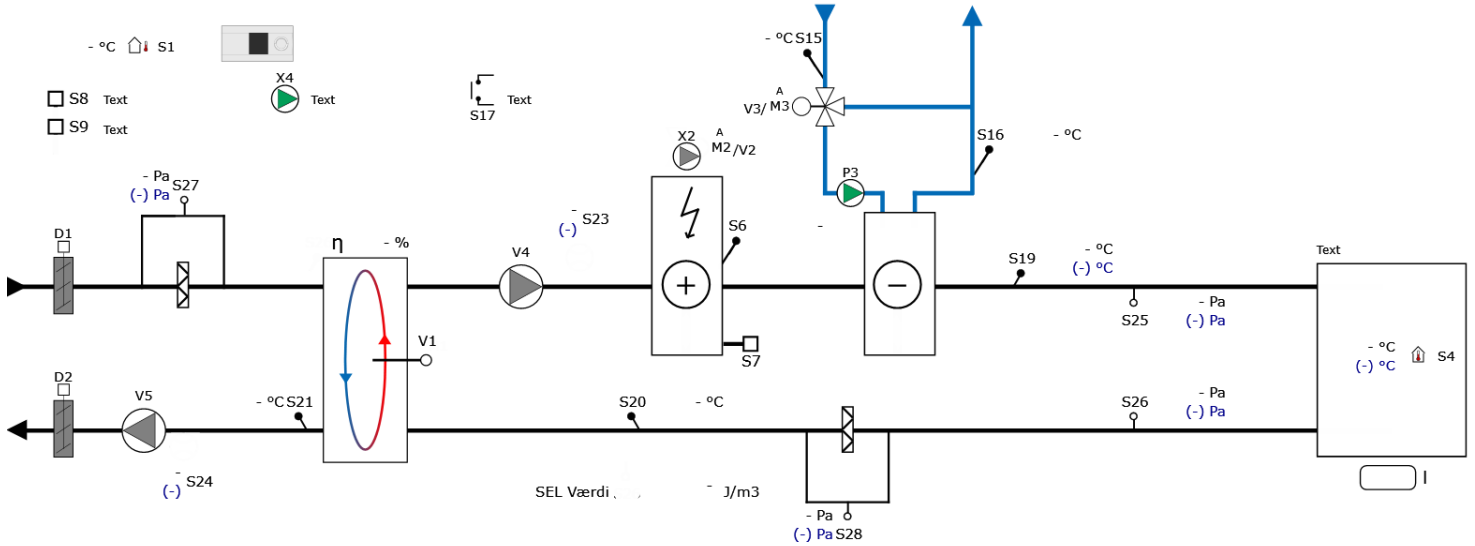 - °C S1
S8 Text
S9 Text
X4
Text
S17
Text
- °C S15
A
V3/ M3
S16 - °C
X2
A
M2/V2
P3
- Pa
(-) Pa
S27
D1
η - %
-
(-) S23
V4
S6
-
S19
- °C
(-) °C
Text
S25
- Pa
(-) Pa
+
−
V1
S7
- °C
(-) °C
S4
D2
V5
- °C S21
S20 - °C
S26
- Pa
(-) Pa
-
(-) S24
SEL Værdi - J/m3
- Pa
(-) Pa S28
I